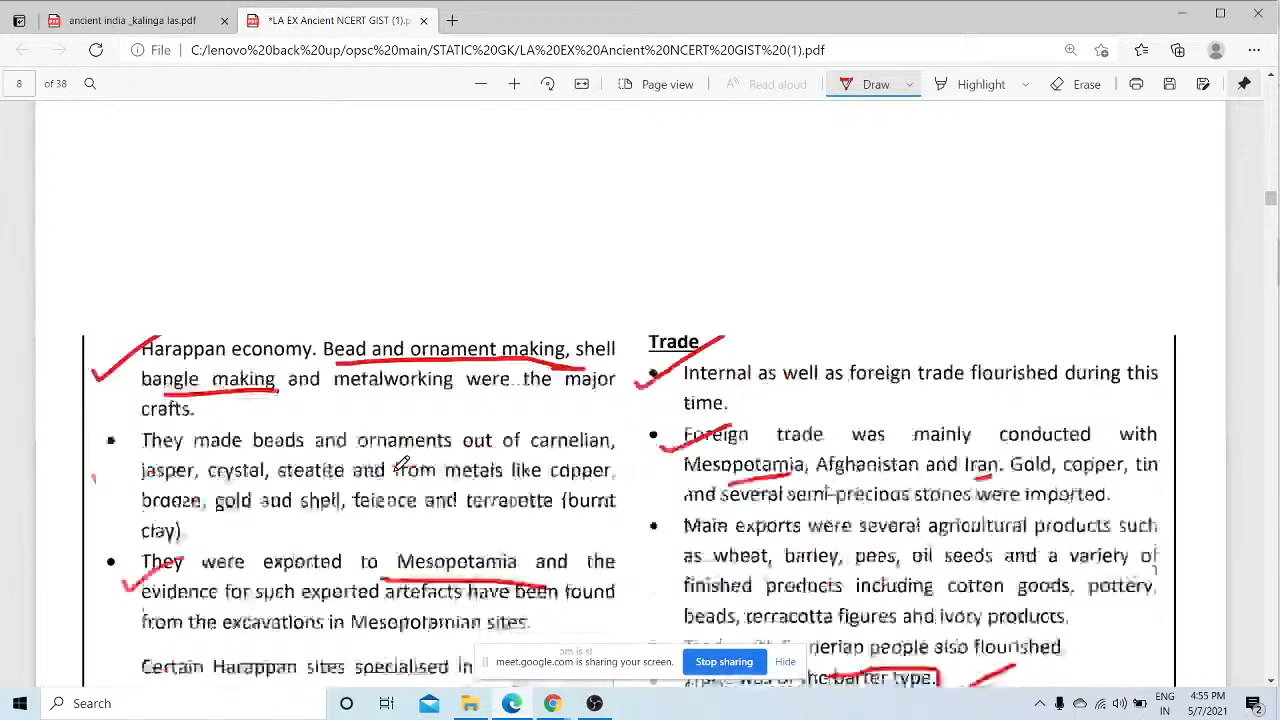 ancient india _kalinga Ias.pdf
*LA EX Ancient NCERT GIST (1).p
File
C:/lenovo%20back%20up/opsc%20main/STATIC%20GK/LA%20EX%20Ancient%20NCERT%20GIST%20(1).pdf
8 of 38
Page view
Read aloud
Draw
Highlight
Erase
Harappan economy. Bead and ornament making, shell
bangle making and metalworking were the major
crafts.
They made beads and ornaments out of carnelian,
jasper, crystal, steatite and from metals like copper,
bronze, gold and shell, faience and terracotta (burnt
clay)
They were exported to Mesopotamia and the
evidence for such exported artefacts have been found
from the excavations in Mesopotamian sites.
Certain Harappan sites specialised in
Trade
Internal as well as foreign trade flourished during this
time.
Foreign trade was mainly conducted with
Mesopotamia, Afghanistan and Iran. Gold, copper, tin
and several semi-precious stones were imported.
Main exports were several agricultural products such
as wheat, barley, peas, oil seeds and a variety of
finished products including cotton goods, pottery,
beads, terracotta figures and ivory products.
people also flourished
barter type.
meet.google.com is sharing your screen.
Stop sharing
Hide
Search
ENG
IN
4:55 PM
5/7/2021
2